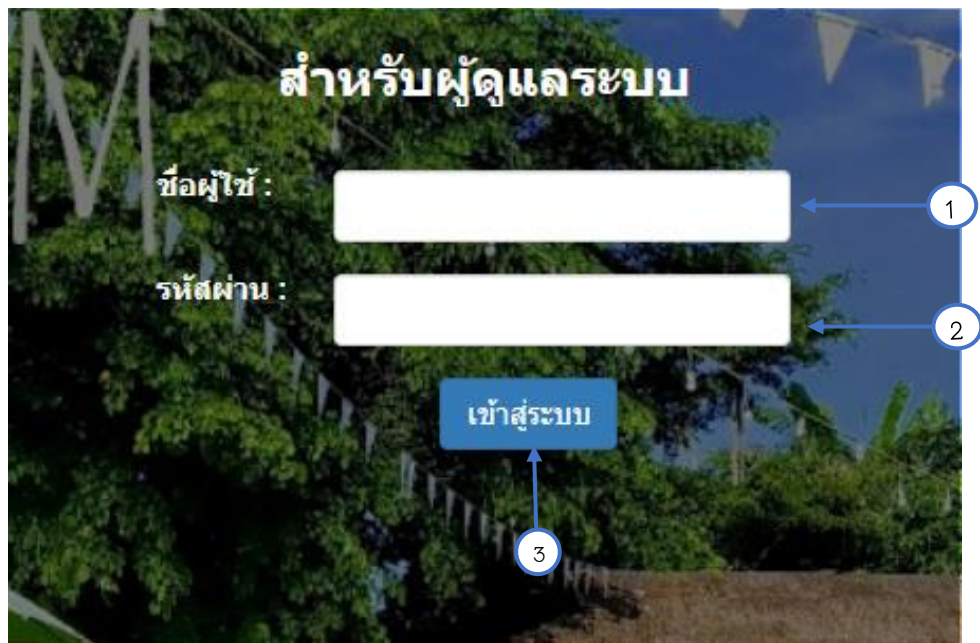 M
สำหรับผู้ดูแลระบบ
ชื่อผู้ใช้ :
1
รหัสผ่าน :
2
เข้าสู่ระบบ
3